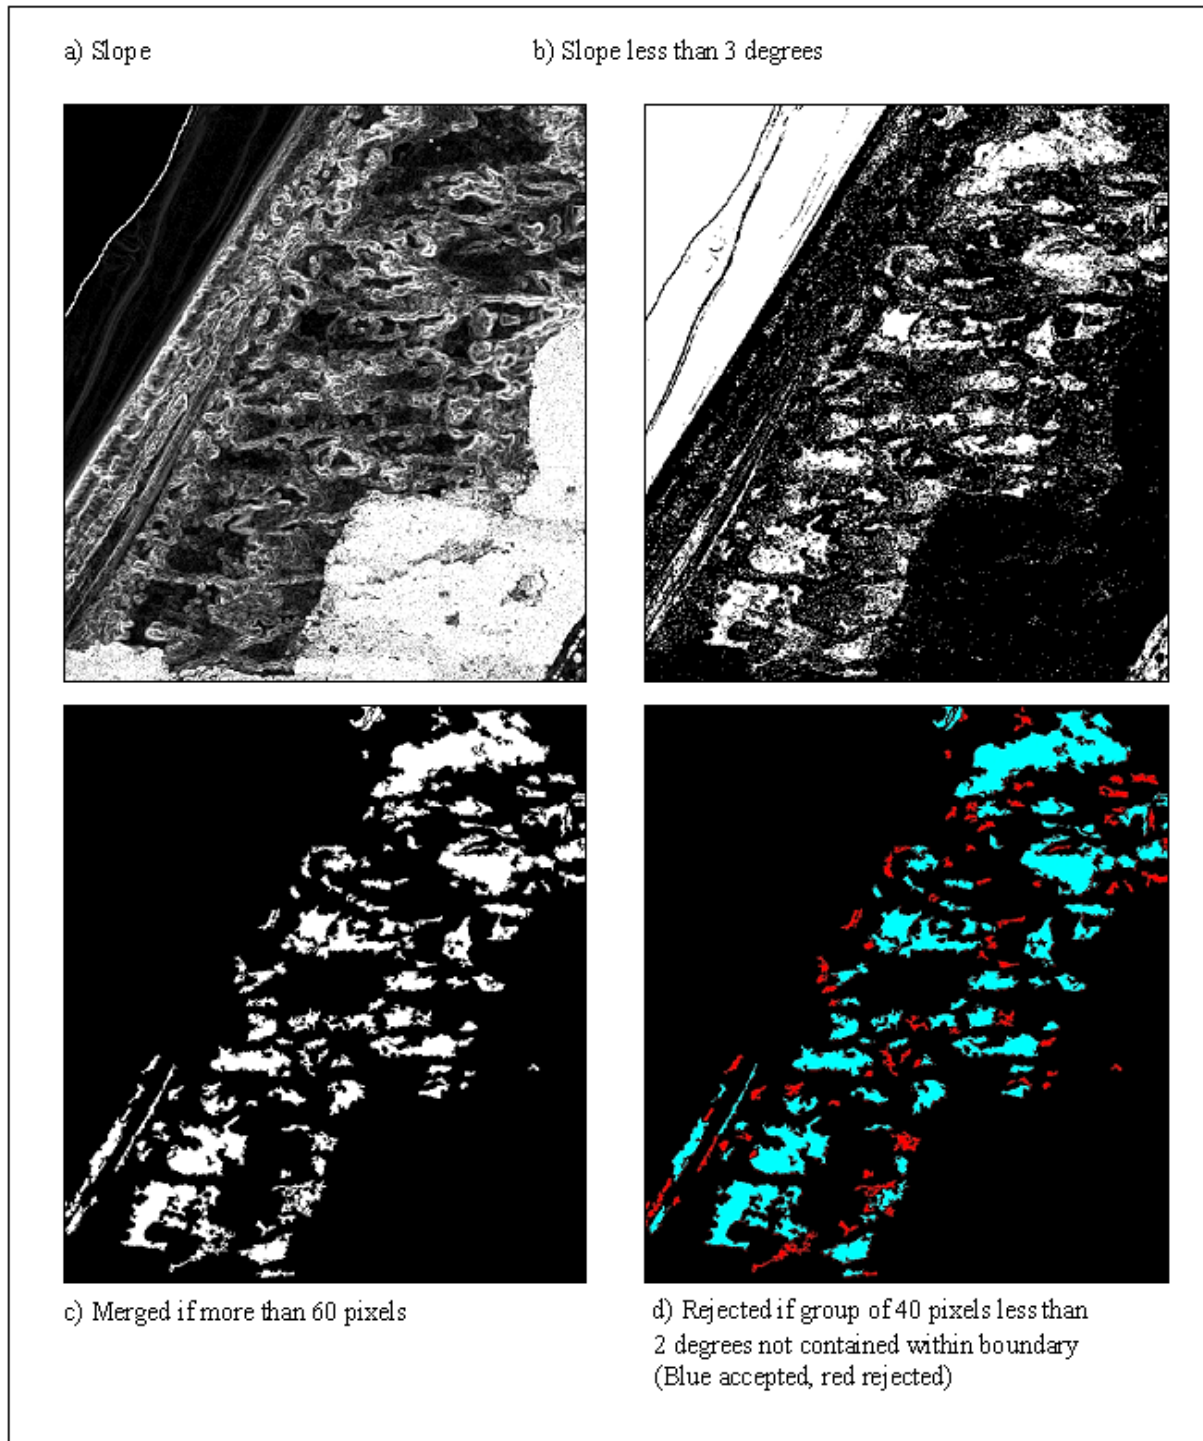 a) Slope
b) Slope less than 3 degrees
c) Merged if more than 60 pixels
d) Rejected if group of 40 pixels less than
2 degrees not contained within boundary
(Blue accepted, red rejected)